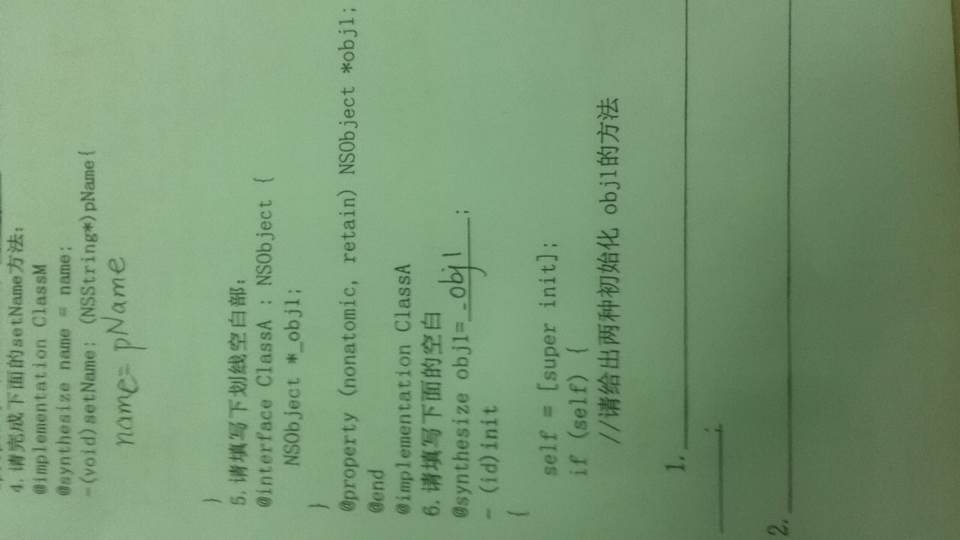 4.请完成下面的setName方法:
@implementation ClassM
@synthesize name = name;
-(void)setName: (NSString*)pName{
name= pName
}
5.请填写下划线空白部:
@interface ClassA : NSObject {
NSObject *_obj1;
}
@property (nonatomic, retain) NSObject *obj1;
@end
@implementation ClassA
6.请填写下面的空白
@synthesize obj1=_obj1;
- (id)init
{
self = [super init];
if (self) {
//请给出两种初始化 obj1的方法
1.
;
2.